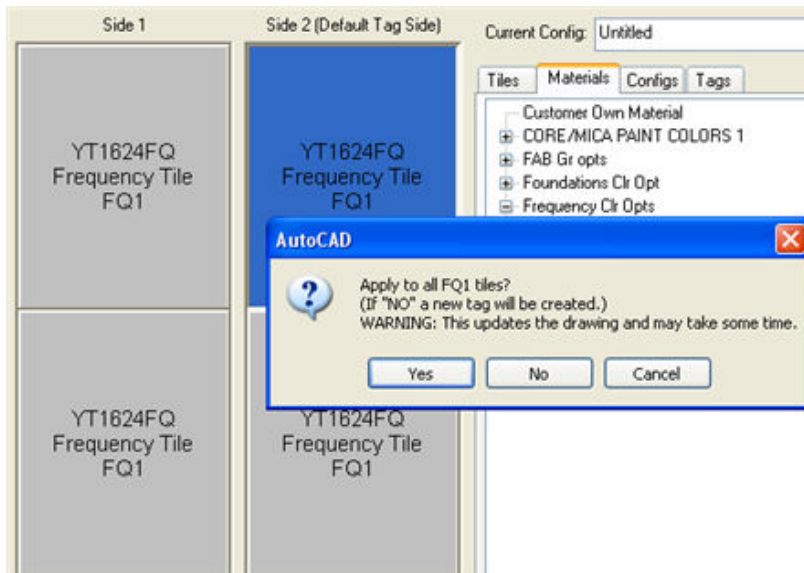 Side 1
Side 2 (Default Tag Side)
Current Config:
Untitled
Tiles
Materials
Configs
Tags
Customer Own Material
CORE/MICA PAINT COLORS 1
FAB Gr opts
Foundations Clr Opt
Frequency Clr Opts
YT1624FQ
Frequency Tile
FQ1
YT1624FQ
Frequency Tile
FQ1
AutoCAD
Apply to all FQ1 tiles?
(If "NO" a new tag will be created.)
WARNING: This updates the drawing and may take some time.
Yes
No
Cancel
YT1624FQ
Frequency Tile
FQ1
YT1624FQ
Frequency Tile
FQ1